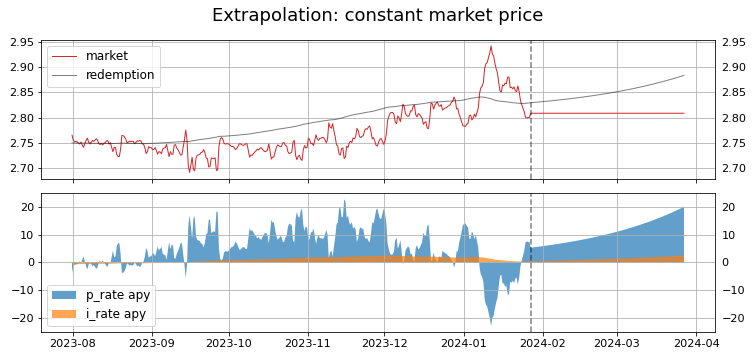 Extrapolation: constant market price
2.95 2.95
2.90 2.90
2.85 2.85
2.80 2.80
2.75 2.75
2.70 2.70
market
redemption
20 20
10 10
0 0
−10 −10
−20 −20
p_rate apy
i_rate apy
2023-08 2023-09 2023-10 2023-11 2023-12 2024-01 2024-02 2024-03 2024-04